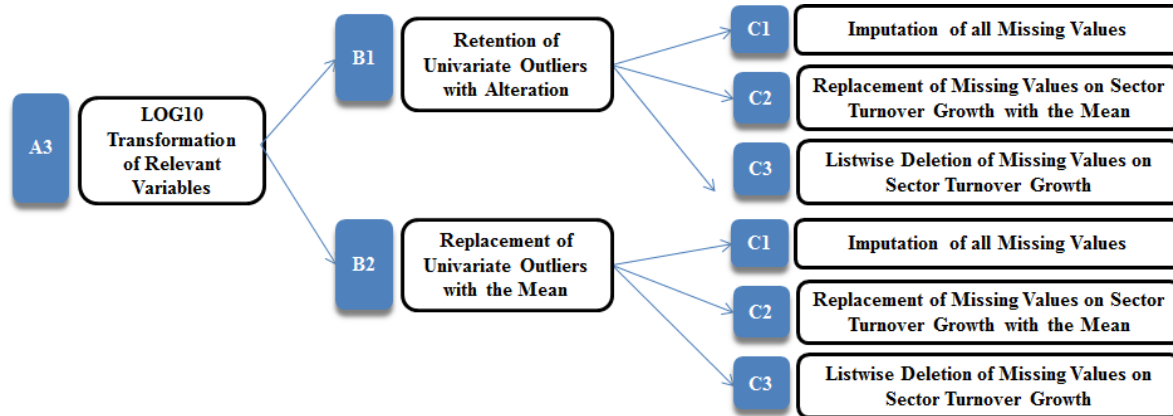 A3
LOG10
Transformation
of Relevant
Variables
B1
Retention of
Univariate Outliers
with Alteration
C1
Imputation of all Missing Values
C2
Replacement of Missing Values on Sector
Turnover Growth with the Mean
C3
Listwise Deletion of Missing Values on
Sector Turnover Growth
B2
Replacement of
Univariate Outliers
with the Mean
C1
Imputation of all Missing Values
C2
Replacement of Missing Values on Sector
Turnover Growth with the Mean
C3
Listwise Deletion of Missing Values on
Sector Turnover Growth